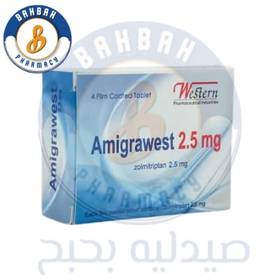 BAHBAH
PHARMACY
4 Film Coated Tablet
Western
Pharmaceutical Industries
Amigrawest 2.5 mg
zolmitriptan 2.5 mg
BAHBAH
PHARMACY
صيدلية بحبح